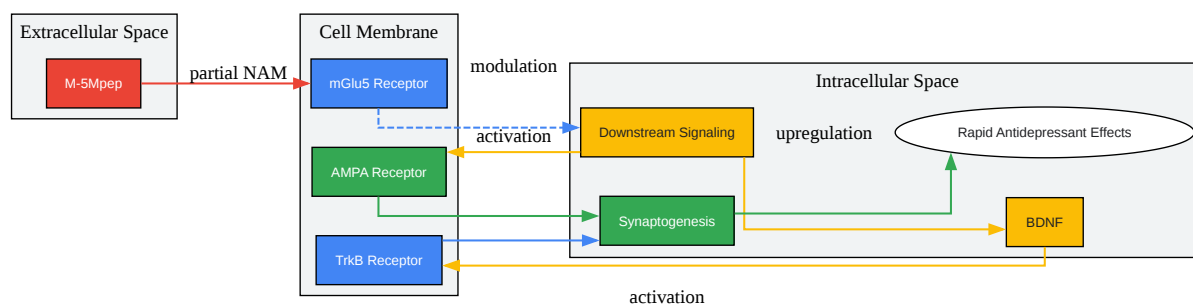 Extracellular Space
M-5Mpep
partial NAM
Cell Membrane
mGlu5 Receptor
modulation
Intracellular Space
Downstream Signaling
activation
upregulation
Rapid Antidepressant Effects
AMPA Receptor
Synaptogenesis
BDNF
TrkB Receptor
activation